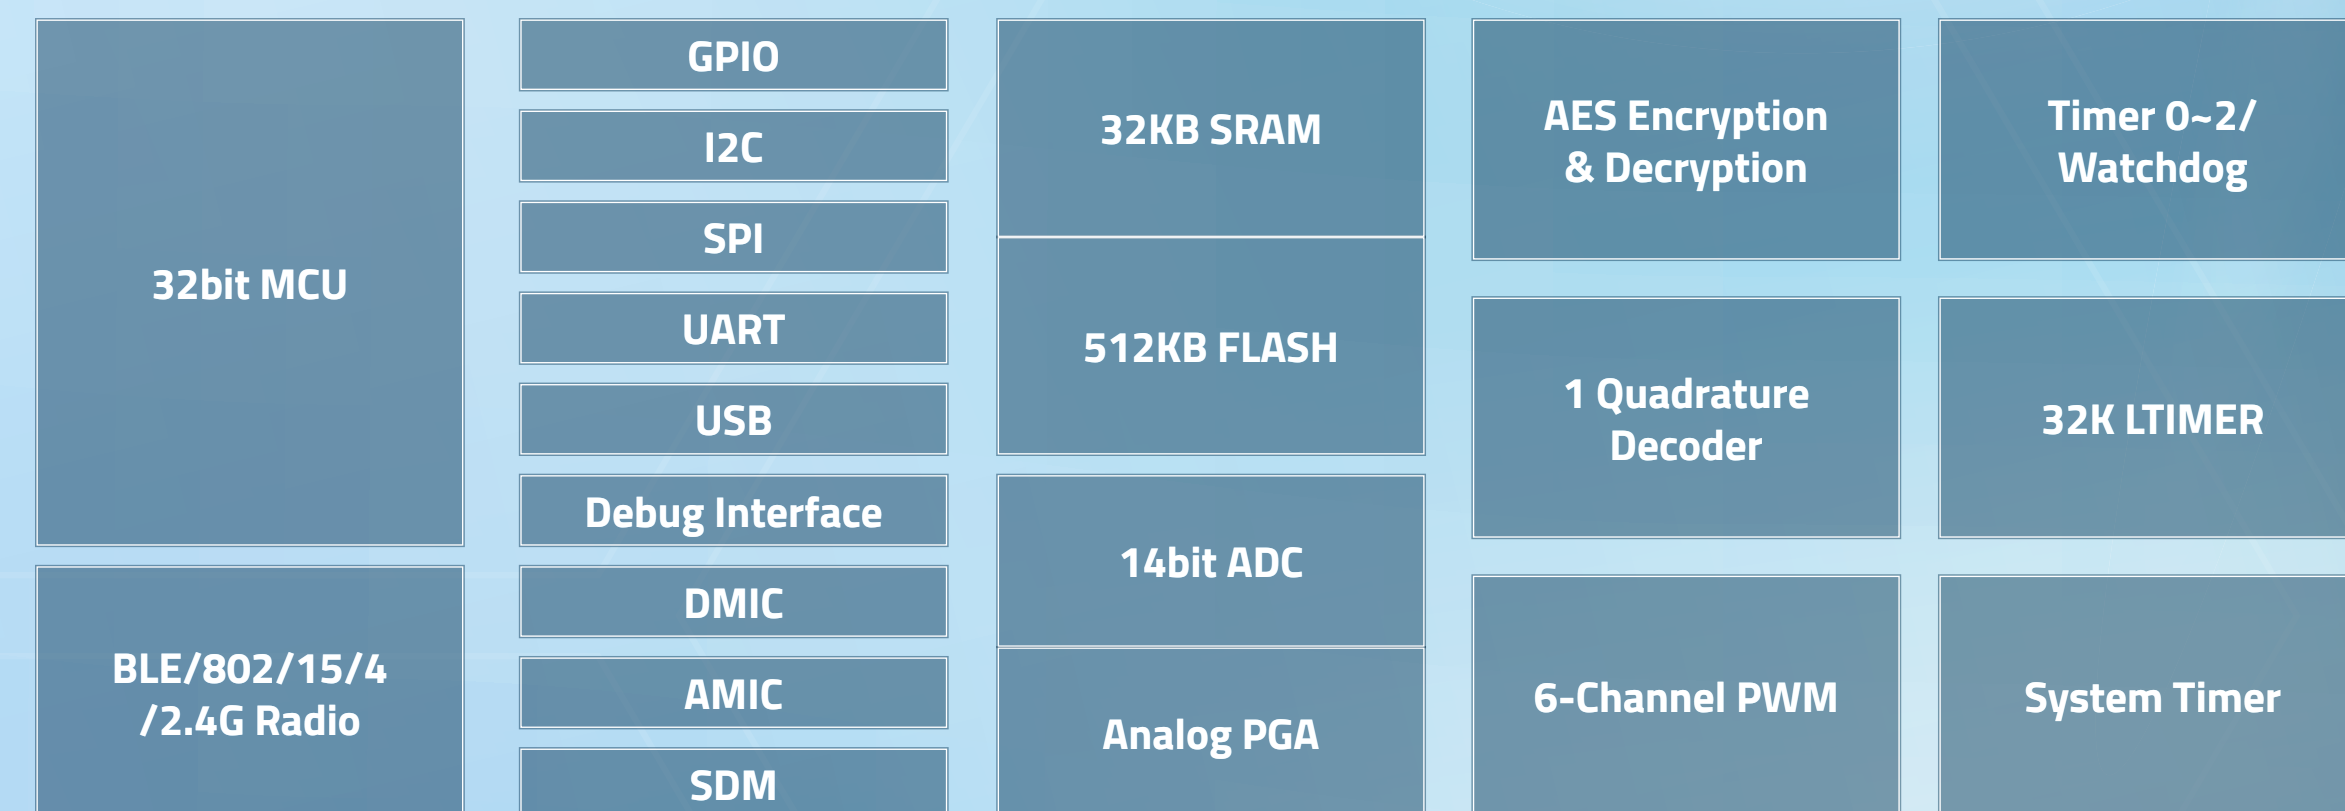 32bit MCU
BLE/802/15/4
/2.4G Radio
GPIO
I2C
SPI
UART
USB
Debug Interface
DMIC
AMIC
SDM
32KB SRAM
512KB FLASH
14bit ADC
Analog PGA
AES Encryption
& Decryption
1 Quadrature
Decoder
6-Channel PWM
Timer 0~2/
Watchdog
32K LTIMER
System Timer